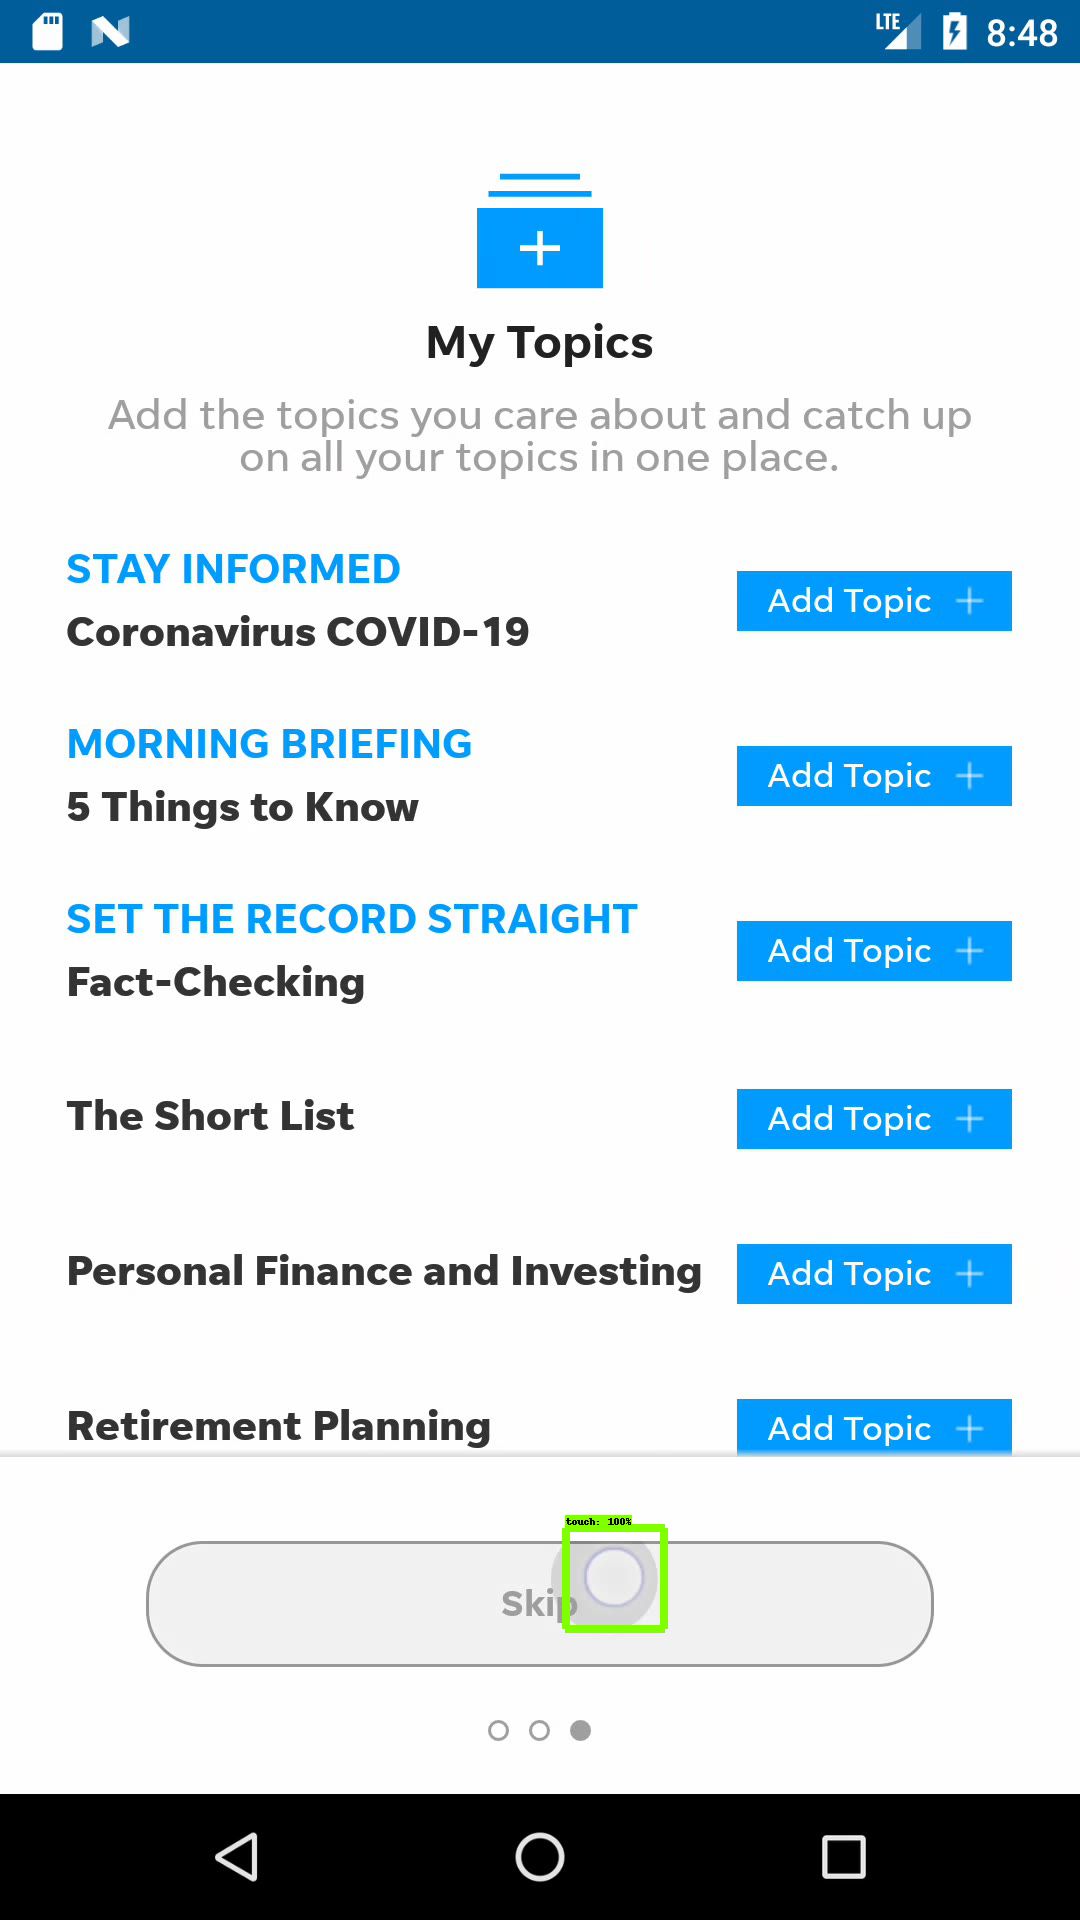 LTE 8:48
My Topics
Add the topics you care about and catch up
on all your topics in one place.
STAY INFORMED
Coronavirus COVID-19
Add Topic +
MORNING BRIEFING
5 Things to Know
Add Topic +
SET THE RECORD STRAIGHT
Fact-Checking
Add Topic +
The Short List
Add Topic +
Personal Finance and Investing
Add Topic +
Retirement Planning
Add Topic +
touch: 100%
Skip